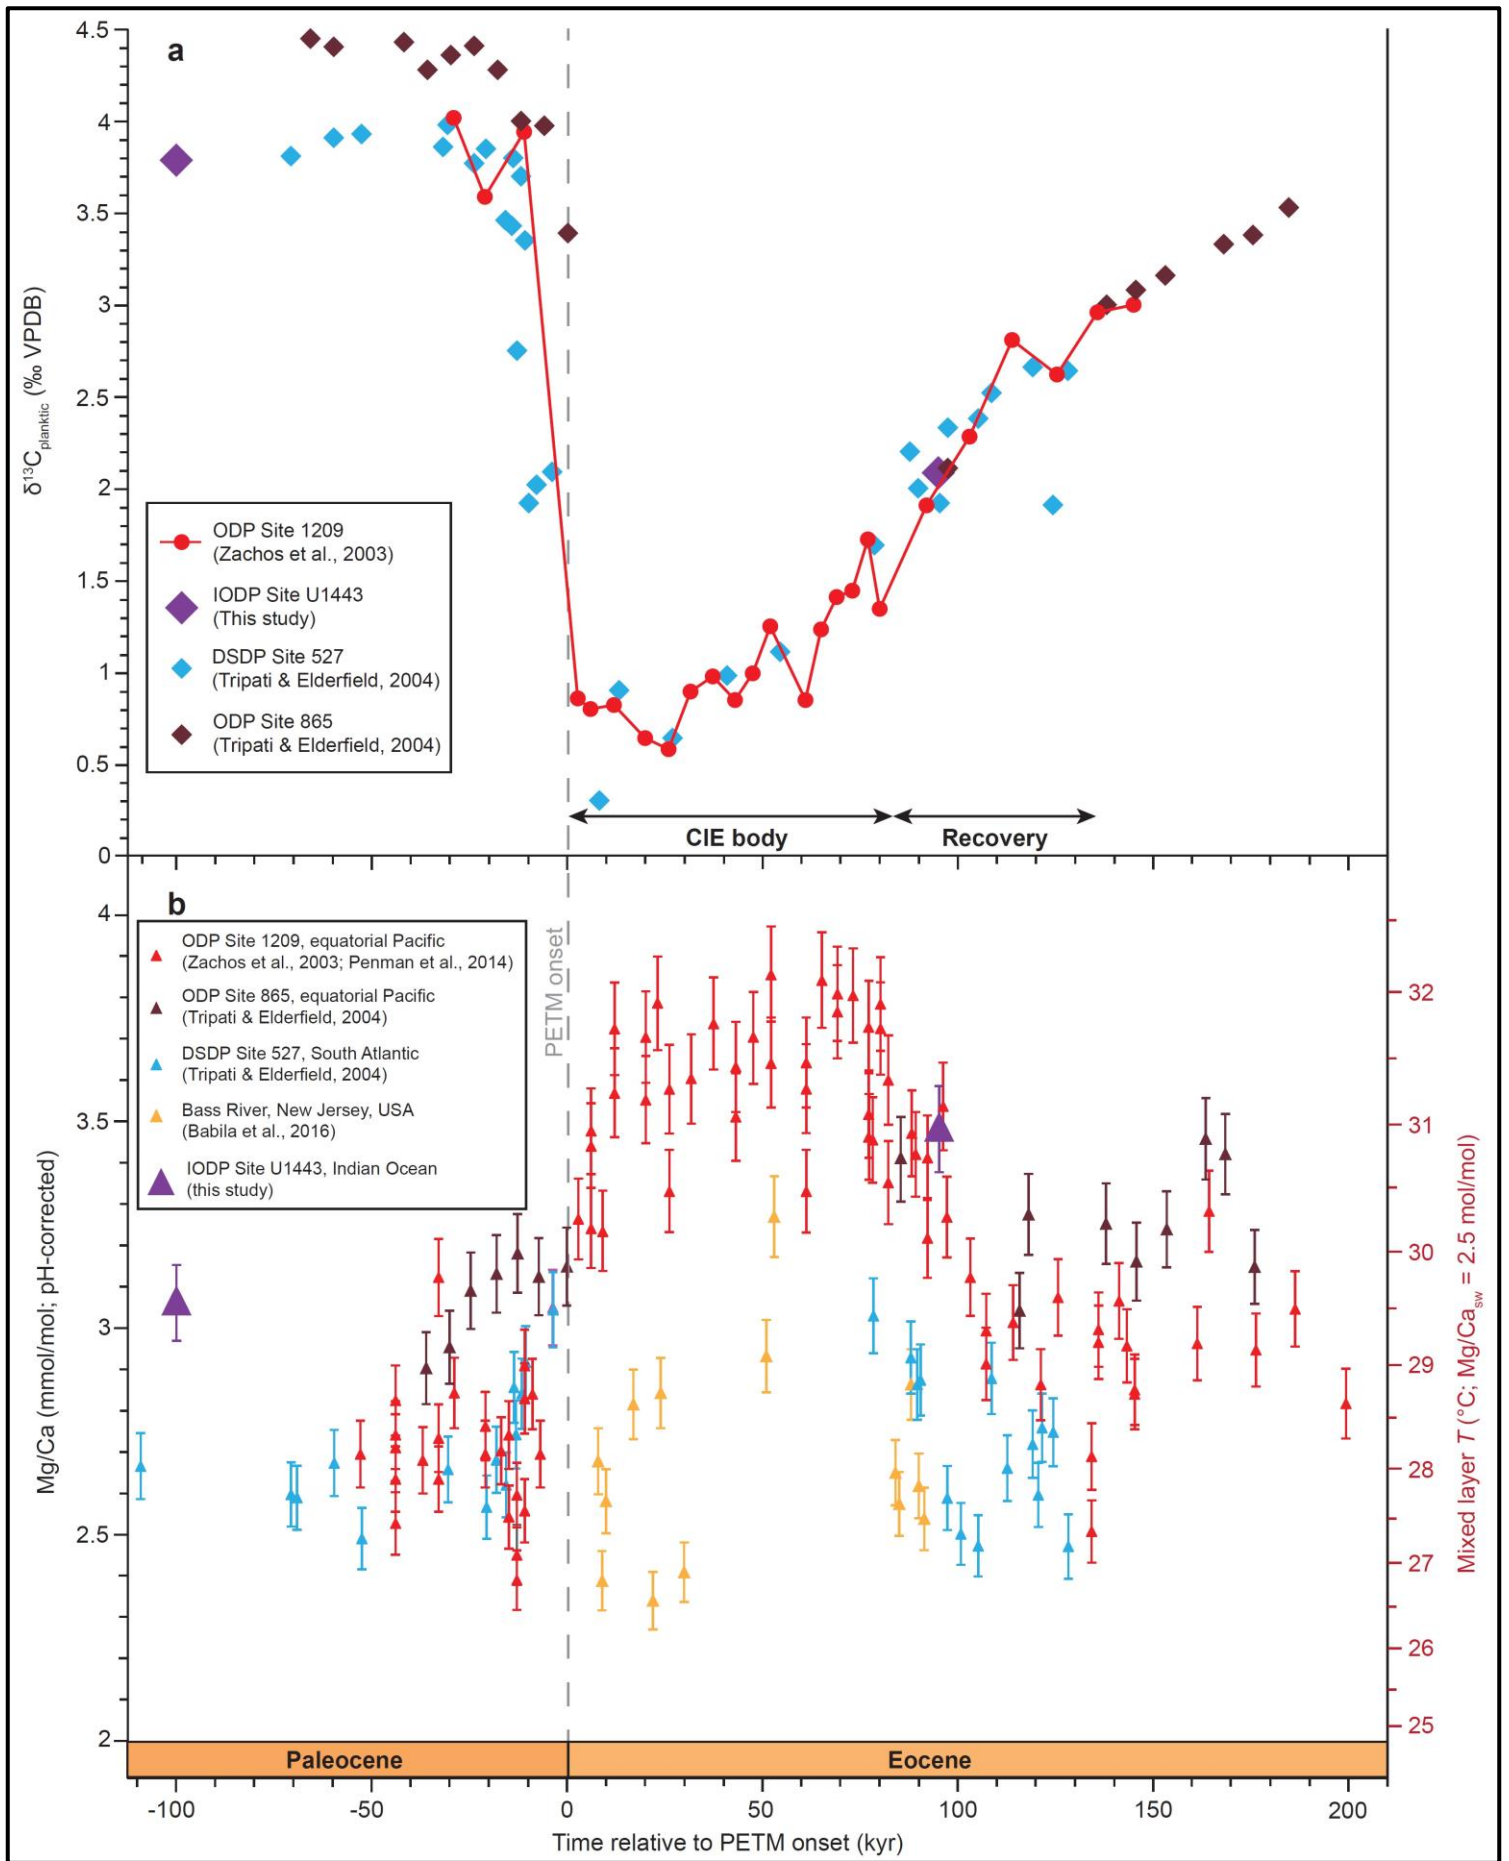 a
4.5
4
3.5
3
2.5
2
1.5
1
0.5
0
δ¹³C planktic (‰ VPDB)
ODP Site 1209
(Zachos et al., 2003)
IODP Site U1443
(This study)
DSDP Site 527
(Tripati & Elderfield, 2004)
ODP Site 865
(Tripati & Elderfield, 2004)
CIE body
Recovery
b
4
3.5
3
2.5
2
Mg/Ca (mmol/mol; pH-corrected)
ODP Site 1209, equatorial Pacific
(Zachos et al., 2003; Penman et al., 2014)
ODP Site 865, equatorial Pacific
(Tripati & Elderfield, 2004)
DSDP Site 527, South Atlantic
(Tripati & Elderfield, 2004)
Bass River, New Jersey, USA
(Babila et al., 2016)
IODP Site U1443, Indian Ocean
(this study)
PETM onset
32
31
30
29
28
27
26
25
Mixed layer T (°C; Mg/Ca sw = 2.5 mol/mol)
Paleocene
Eocene
-100
-50
0
50
100
150
200
Time relative to PETM onset (kyr)